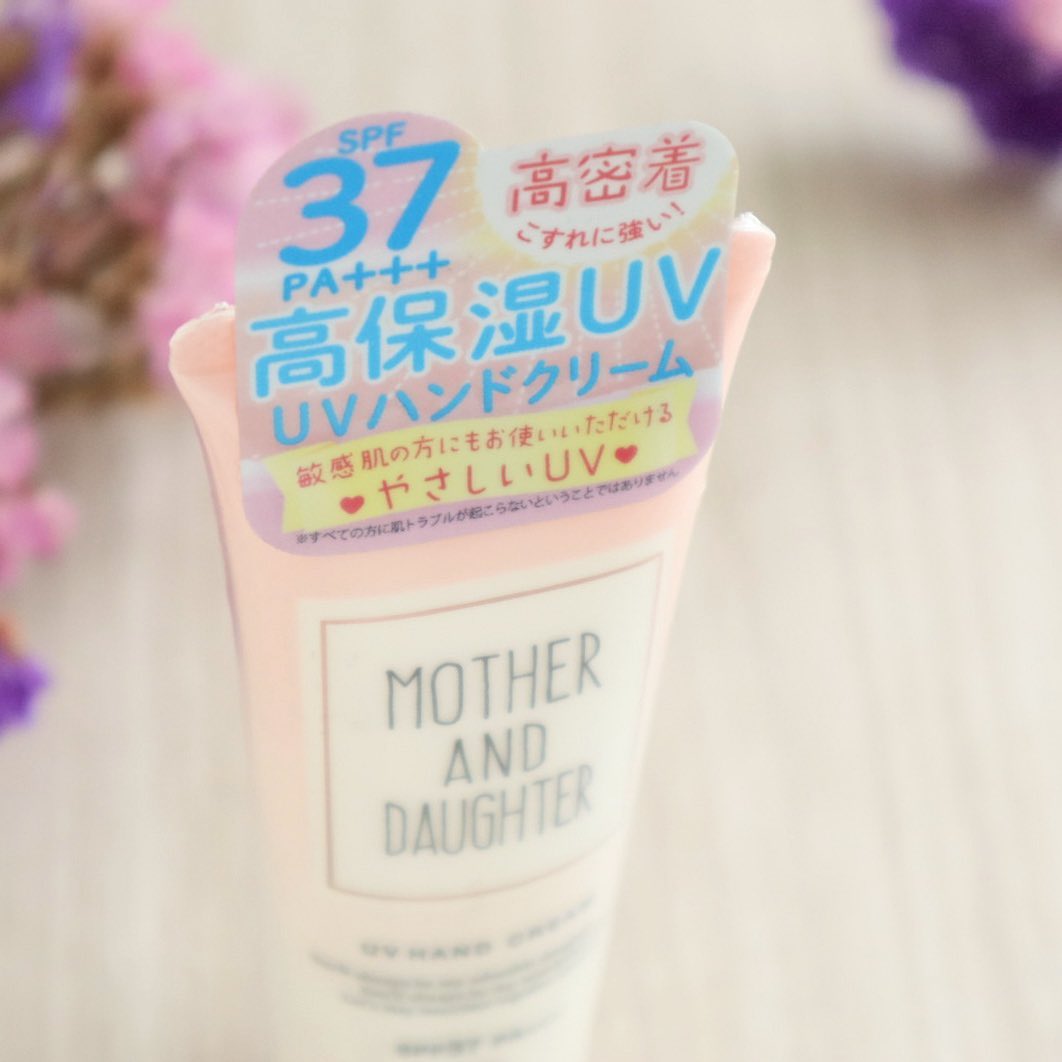 SPF
37
PA+++
高密着
こすれに強い!
高保湿UV
UVハンドクリーム
敏感肌の方にもお使いいただける
♥やさしいUV♥
※すべての方に肌トラブルが起こらないということではありません
MOTHER
AND
DAUGHTER
UV HAND CREAM